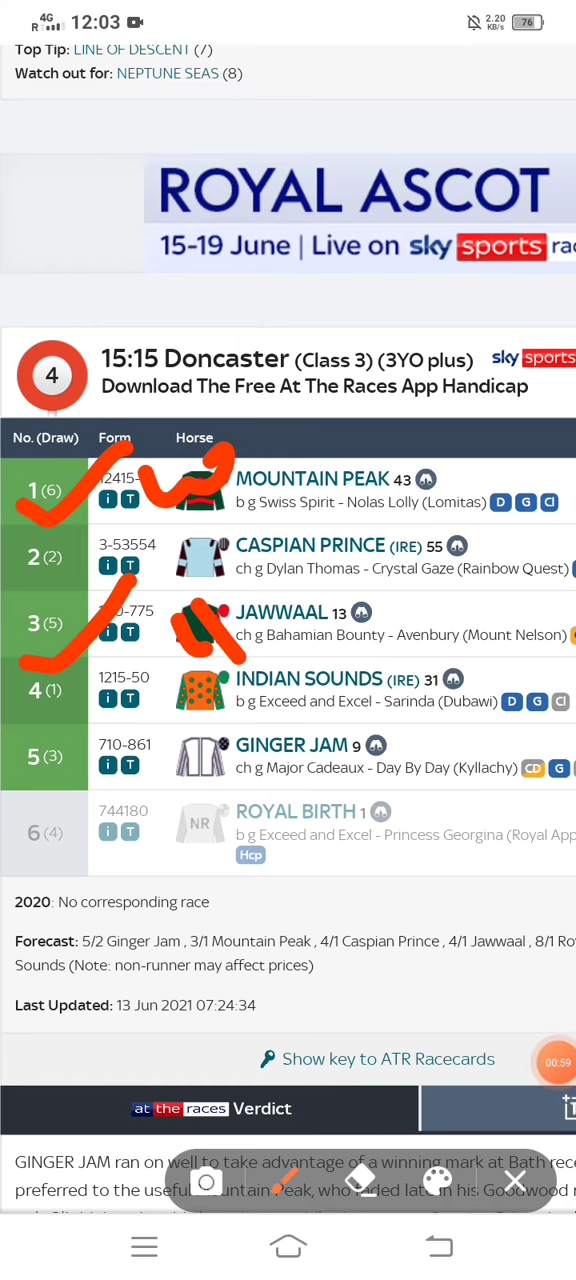 4G
R 12:03 2.20 KB/s 76
Top Tip: LINE OF DESCENT (7)
Watch out for: NEPTUNE SEAS (8)
ROYAL ASCOT
15-19 June | Live on sky sports
4 15:15 Doncaster (Class 3) (3YO plus) sky sports
Download The Free At The Races App Handicap
No. (Draw) Form Horse
1 (6) 12415- MOUNTAIN PEAK 43
i T b g Swiss Spirit - Nolas Lolly (Lomitas) D G Cl
2 (2) 3-53554 CASPIAN PRINCE (IRE) 55
i T ch g Dylan Thomas - Crystal Gaze (Rainbow Quest)
3 (5) 0-775 JAWWAAL 13
i T ch g Bahamian Bounty - Avenbury (Mount Nelson)
4 (1) 1215-50 INDIAN SOUNDS (IRE) 31
i T b g Exceed and Excel - Sarinda (Dubawi) D G Cl
5 (3) 710-861 GINGER JAM 9
i T ch g Major Cadeaux - Day By Day (Kyllachy) CD G
6 (4) 744180 NR ROYAL BIRTH 1
i T b g Exceed and Excel - Princess Georgina (Royal App
Hcp
2020: No corresponding race
Forecast: 5/2 Ginger Jam , 3/1 Mountain Peak , 4/1 Caspian Prince , 4/1 Jawwaal , 8/1 Ro
Sounds (Note: non-runner may affect prices)
Last Updated: 13 Jun 2021 07:24:34
Show key to ATR Racecards
00:59
at the races Verdict
GINGER JAM ran on well to take advantage of a winning mark at Bath rece
preferred to the useful Mountain Peak, who faded late in his Goodwood